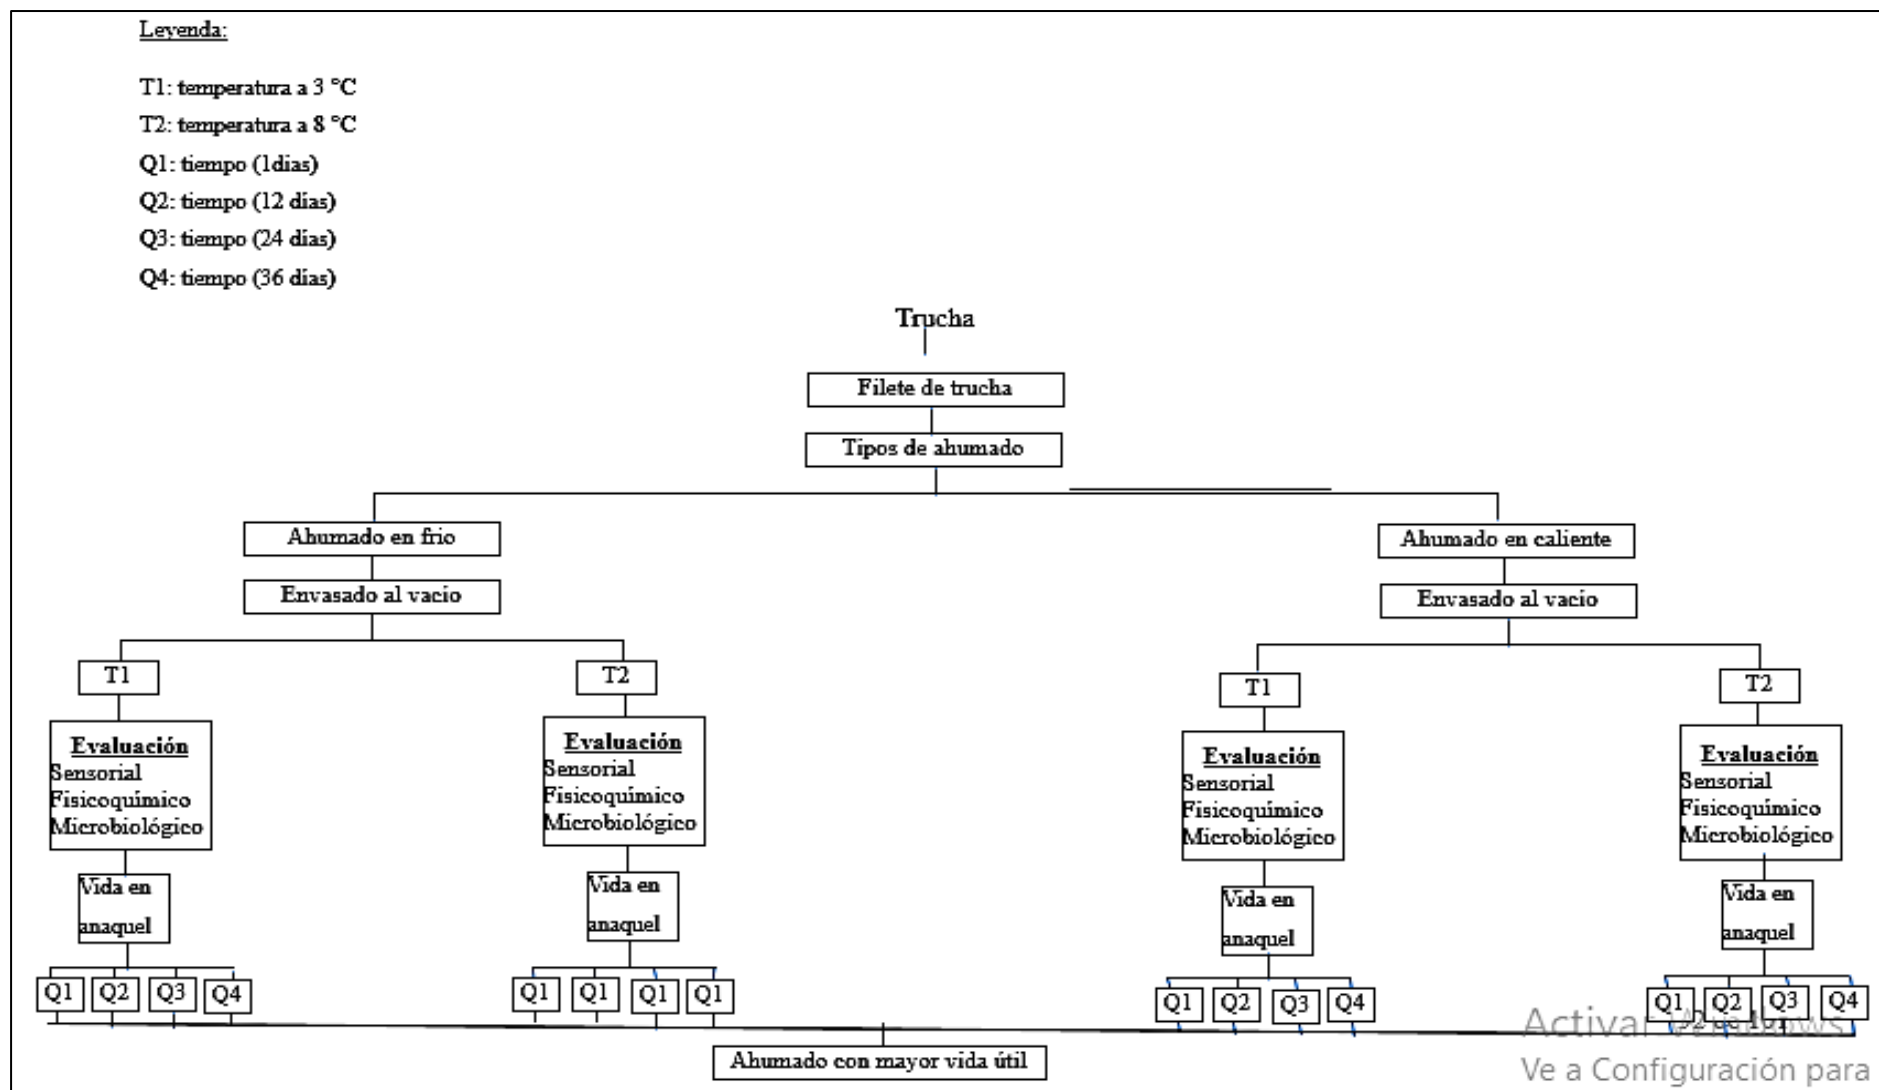 Leyenda:
T1: temperatura a 3 °C
T2: temperatura a 8 °C
Q1: tiempo (1dias)
Q2: tiempo (12 días)
Q3: tiempo (24 días)
Q4: tiempo (36 días)
Trucha
Filete de trucha
Tipos de ahumado
Ahumado en frio
Ahumado en caliente
Envasado al vacio
Envasado al vacio
T1
T2
T1
T2
Evaluación
Sensorial
Fisicoquímico
Microbiológico
Evaluación
Sensorial
Fisicoquímico
Microbiológico
Evaluación
Sensorial
Fisicoquímico
Microbiológico
Evaluación
Sensorial
Fisicoquímico
Microbiológico
Vida en
anaquel
Vida en
anaquel
Vida en
anaquel
Vida en
anaquel
Q1 Q2 Q3 Q4
Q1 Q1 Q1 Q1
Q1 Q2 Q3 Q4
Q1 Q2 Q3 Q4
Ahumado con mayor vida útil
Activar Windows
Ve a Configuración para